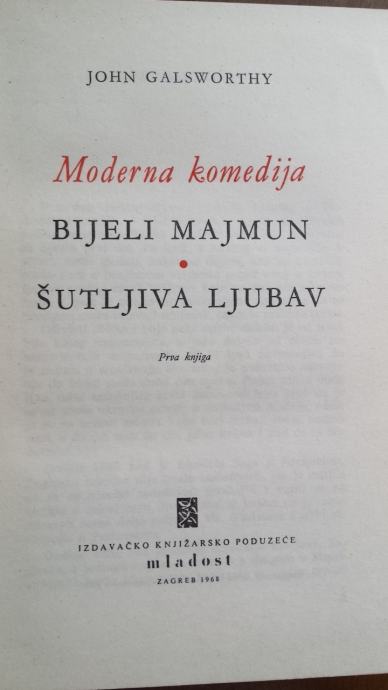 JOHN GALSWORTHY
Moderna komedija
BIJELI MAJMUN
•
ŠUTLJIVA LJUBAV
Prva knjiga
IZDAVAČKO KNJIŽARSKO PODUZEĆE
mladost
ZAGREB 1968